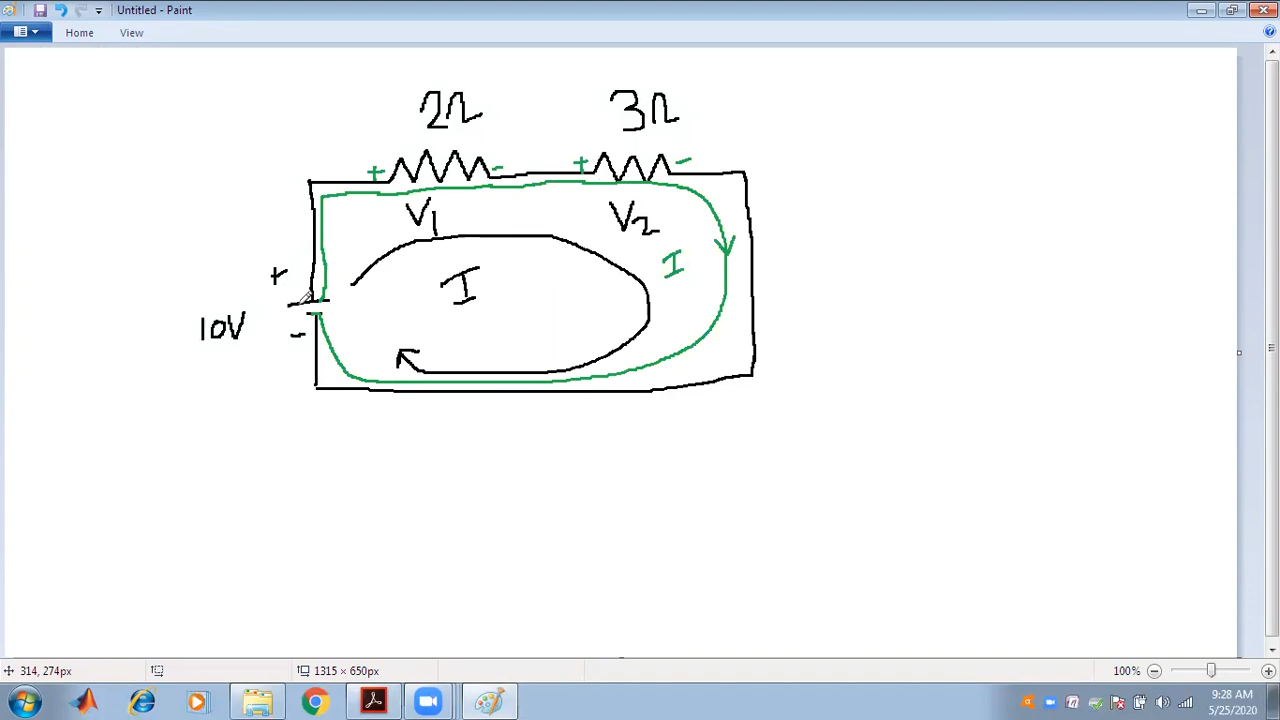 Untitled - Paint
Home View
2Ω 3Ω
+ - + -
V1 V2
I
I
+
10V
-
314, 274px 1315 × 650px 100%
9:28 AM
5/25/2020